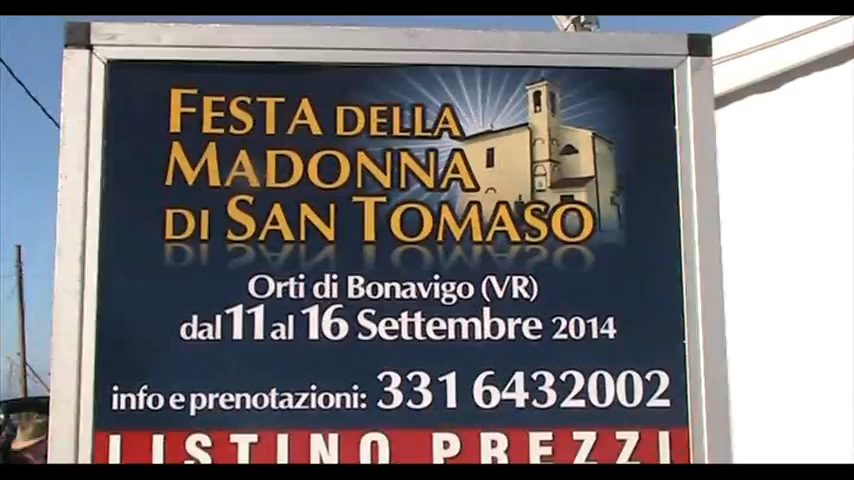 FESTA DELLA
MADONNA
DI SAN TOMASO
Orti di Bonavigo (VR)
dal 11 al 16 Settembre 2014
info e prenotazioni: 331 6432002
LISTINO PREZZI